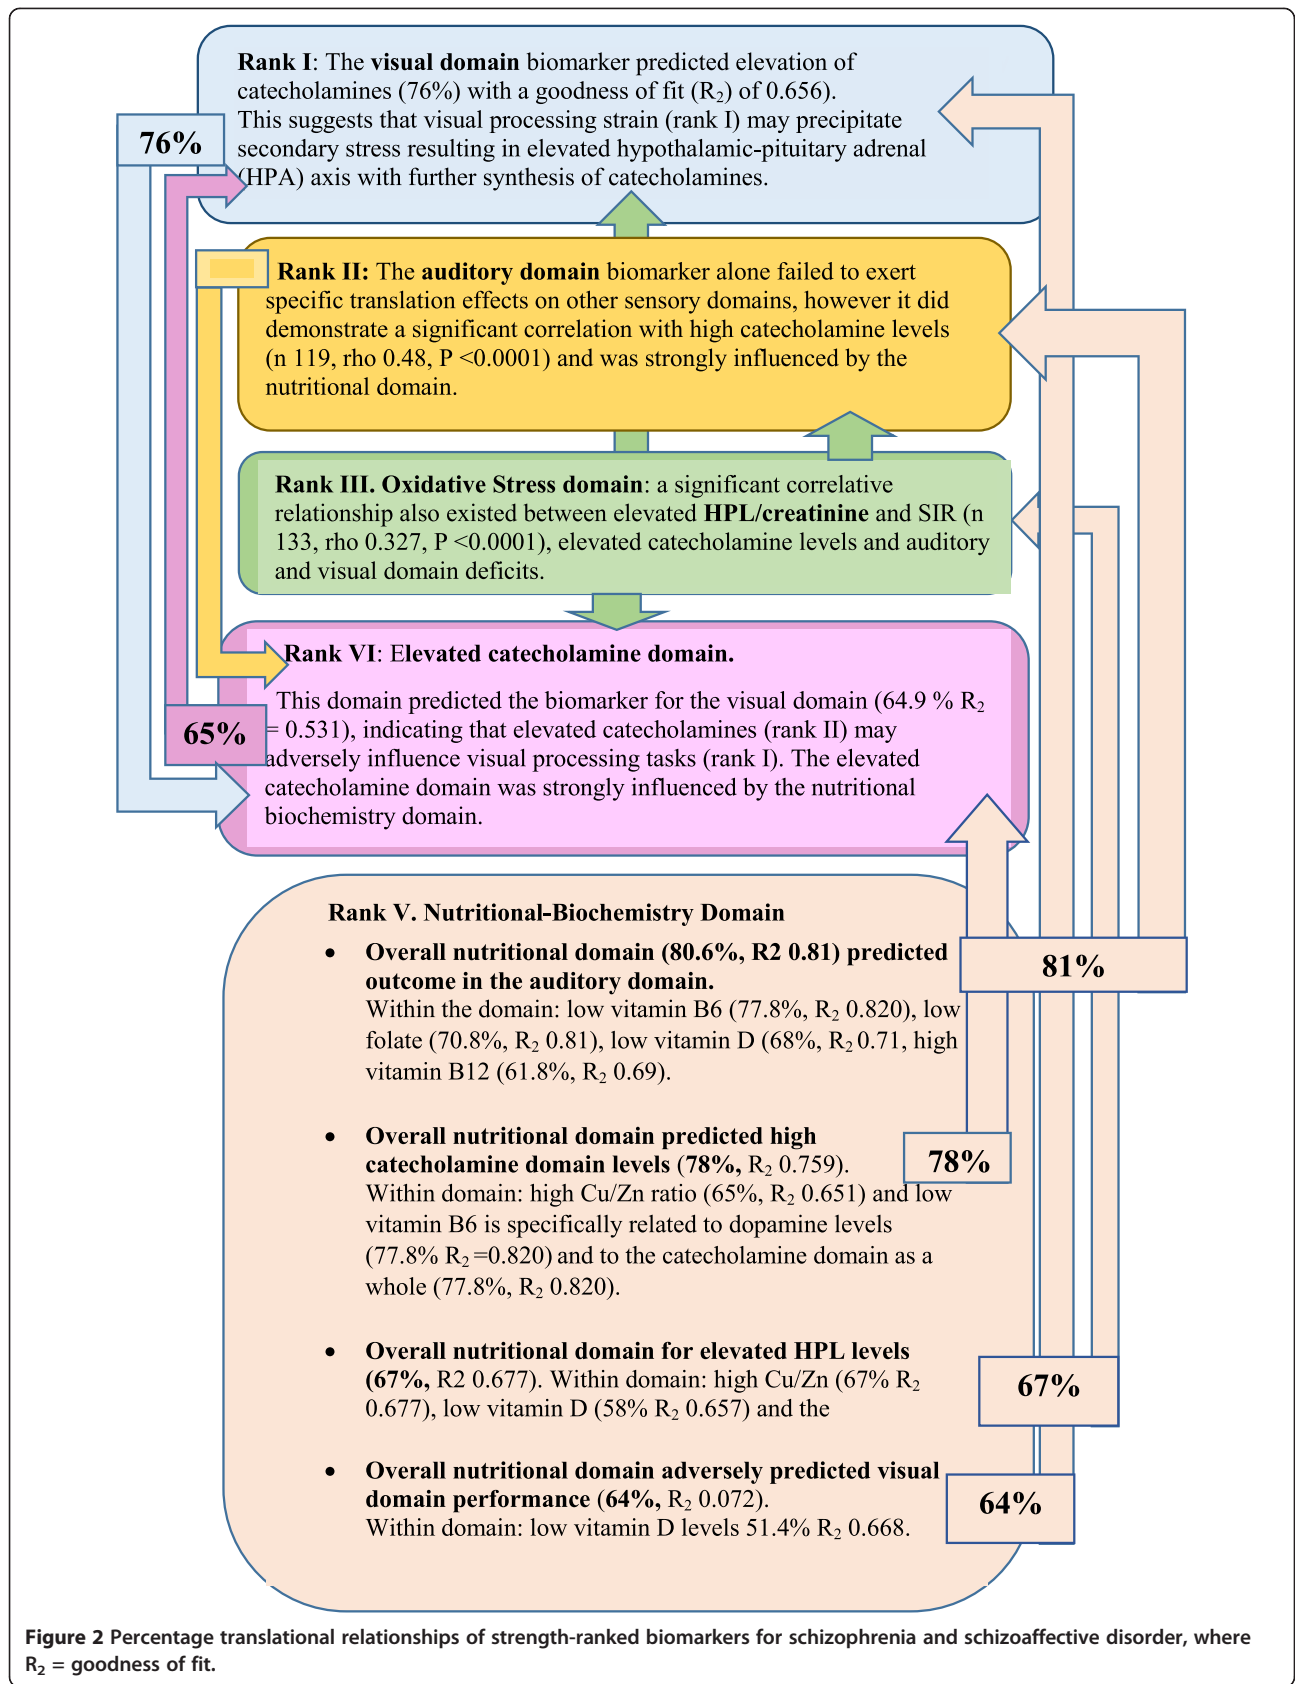 Rank I: The visual domain biomarker predicted elevation of
catecholamines (76%) with a goodness of fit (R2) of 0.656).
This suggests that visual processing strain (rank I) may precipitate
secondary stress resulting in elevated hypothalamic-pituitary adrenal
(HPA) axis with further synthesis of catecholamines.
76%
Rank II: The auditory domain biomarker alone failed to exert
specific translation effects on other sensory domains, however it did
demonstrate a significant correlation with high catecholamine levels
(n 119, rho 0.48, P <0.0001) and was strongly influenced by the
nutritional domain.
Rank III. Oxidative Stress domain: a significant correlative
relationship also existed between elevated HPL/creatinine and SIR (n
133, rho 0.327, P <0.0001), elevated catecholamine levels and auditory
and visual domain deficits.
Rank VI: Elevated catecholamine domain.
This domain predicted the biomarker for the visual domain (64.9 % R2
= 0.531), indicating that elevated catecholamines (rank II) may
adversely influence visual processing tasks (rank I). The elevated
catecholamine domain was strongly influenced by the nutritional
biochemistry domain.
65%
Rank V. Nutritional-Biochemistry Domain
• Overall nutritional domain (80.6%, R2 0.81) predicted
outcome in the auditory domain.
Within the domain: low vitamin B6 (77.8%, R2 0.820), low
folate (70.8%, R2 0.81), low vitamin D (68%, R2 0.71, high
vitamin B12 (61.8%, R2 0.69).
81%
• Overall nutritional domain predicted high
catecholamine domain levels (78%, R2 0.759).
Within domain: high Cu/Zn ratio (65%, R2 0.651) and low
vitamin B6 is specifically related to dopamine levels
(77.8% R2 =0.820) and to the catecholamine domain as a
whole (77.8%, R2 0.820).
78%
• Overall nutritional domain for elevated HPL levels
(67%, R2 0.677). Within domain: high Cu/Zn (67% R2
0.677), low vitamin D (58% R2 0.657) and the
67%
• Overall nutritional domain adversely predicted visual
domain performance (64%, R2 0.072).
Within domain: low vitamin D levels 51.4% R2 0.668.
64%
Figure 2 Percentage translational relationships of strength-ranked biomarkers for schizophrenia and schizoaffective disorder, where
R2 = goodness of fit.